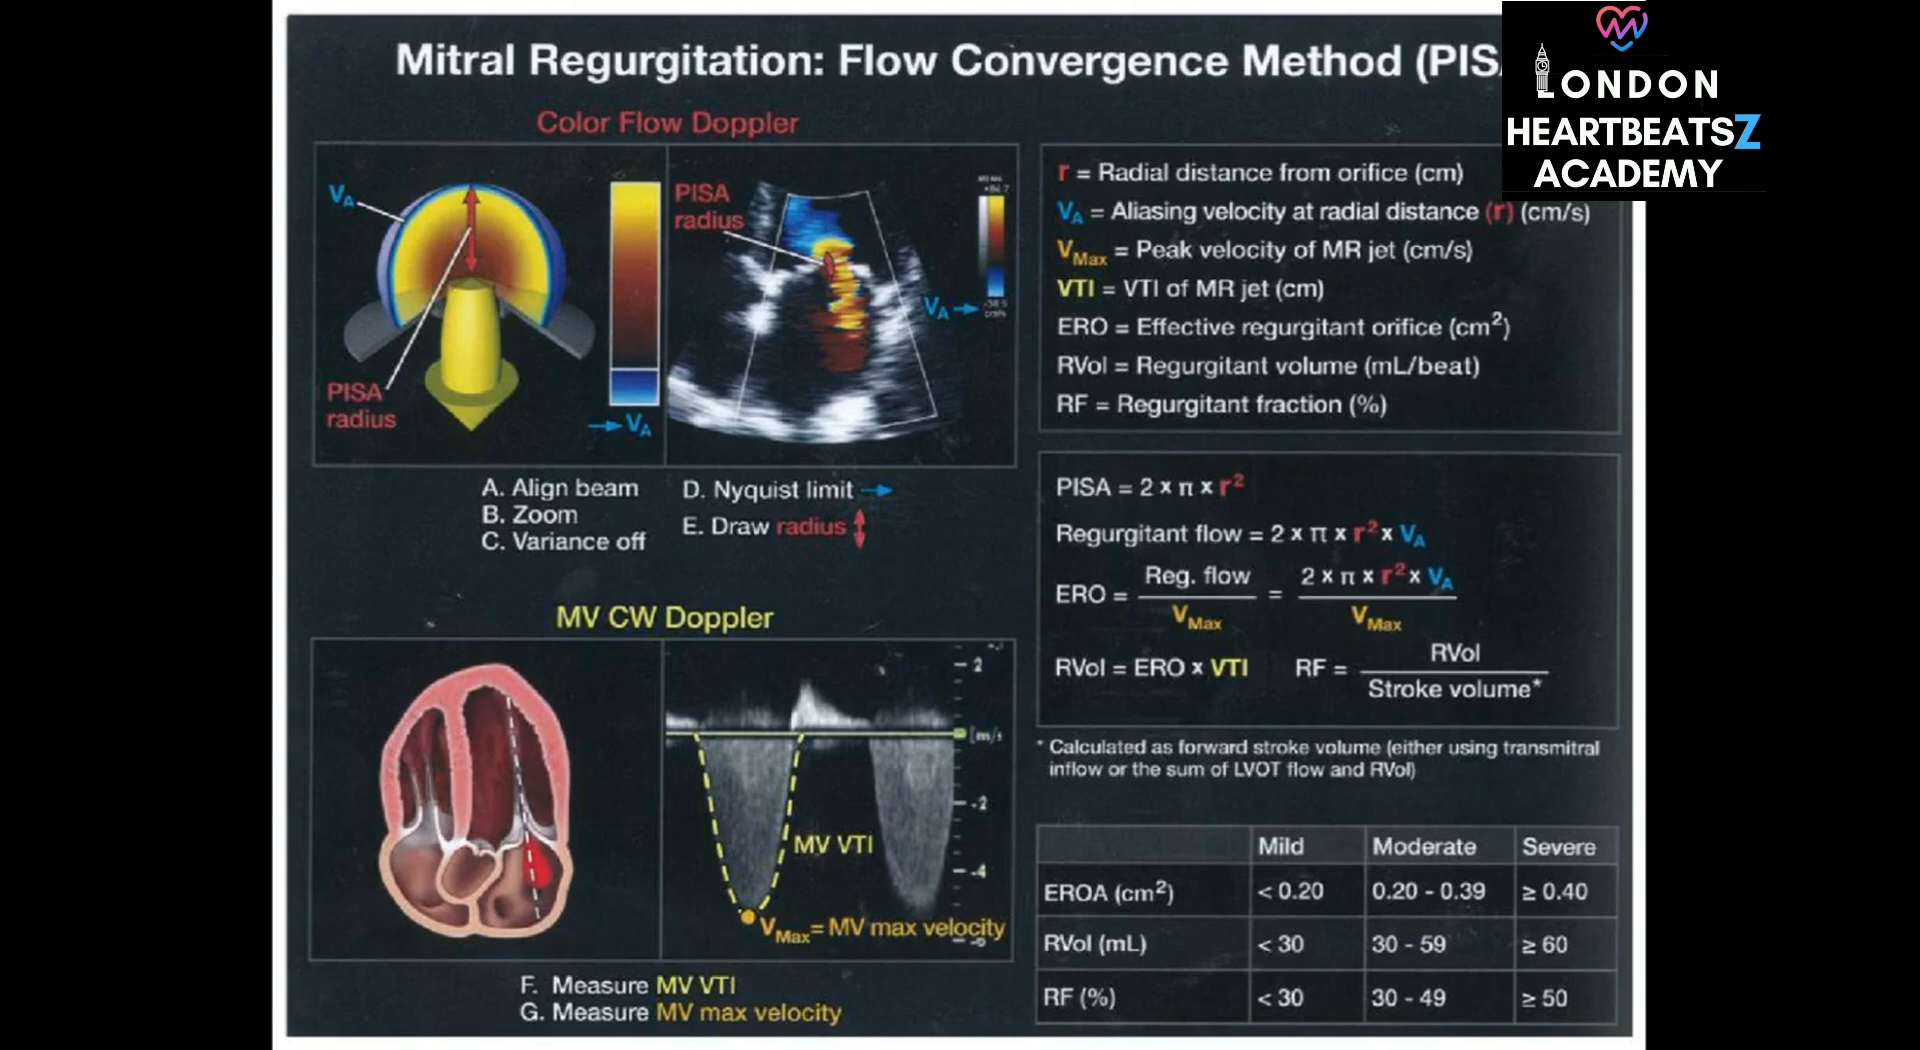 Mitral Regurgitation: Flow Convergence Method (PIS
LONDON
HEARTBEATSZ
ACADEMY
Color Flow Doppler
VA
PISA
radius
VA
PISA
radius
VA
A. Align beam
B. Zoom
C. Variance off
D. Nyquist limit →
E. Draw radius
MV CW Doppler
2
[m/s
-2
-4
MV VTI
VMax = MV max velocity
F. Measure MV VTI
G. Measure MV max velocity
r = Radial distance from orifice (cm)
VA = Aliasing velocity at radial distance (r) (cm/s)
VMax = Peak velocity of MR jet (cm/s)
VTI = VTI of MR jet (cm)
ERO = Effective regurgitant orifice (cm²)
RVol = Regurgitant volume (mL/beat)
RF = Regurgitant fraction (%)
PISA = 2 x π x r²
Regurgitant flow = 2 x π x r² x VA
ERO = Reg. flow / VMax = 2 x π x r² x VA / VMax
RVol = ERO x VTI RF = RVol / Stroke volume*
* Calculated as forward stroke volume (either using transmitral
inflow or the sum of LVOT flow and RVol)
Mild Moderate Severe
EROA (cm²) < 0.20 0.20 - 0.39 ≥ 0.40
RVol (mL) < 30 30 - 59 ≥ 60
RF (%) < 30 30 - 49 ≥ 50